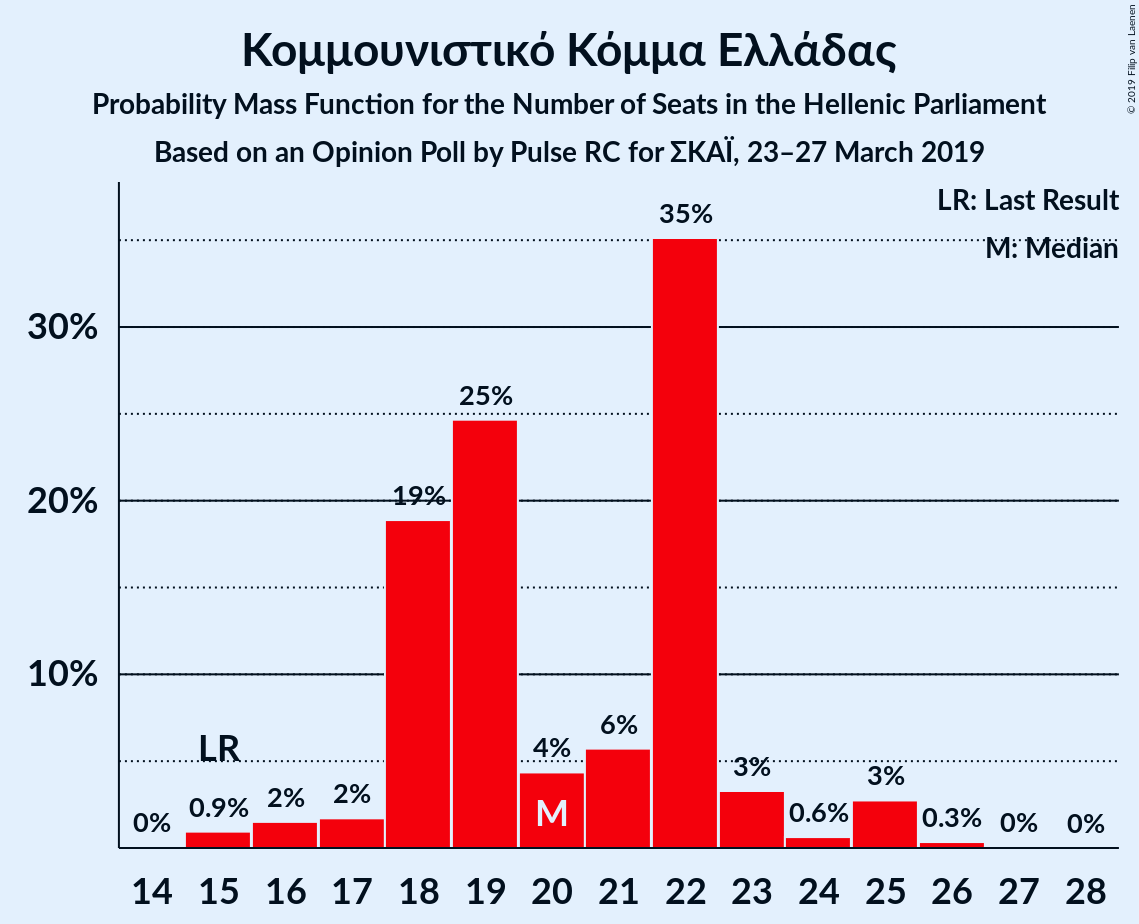 Κομμουνιστικό Κόμμα Ελλάδας
Probability Mass Function for the Number of Seats in the Hellenic Parliament
Based on an Opinion Poll by Pulse RC for ΣΚΑΪ, 23–27 March 2019
© 2019 Filip van Laenen
LR: Last Result
M: Median
35%
30%
25%
20%
19%
10%
LR
6%
4%
3%
3%
2%
2%
0.9%
0%
M
0.6%
0.3%
0%
0%
14 15 16 17 18 19 20 21 22 23 24 25 26 27 28